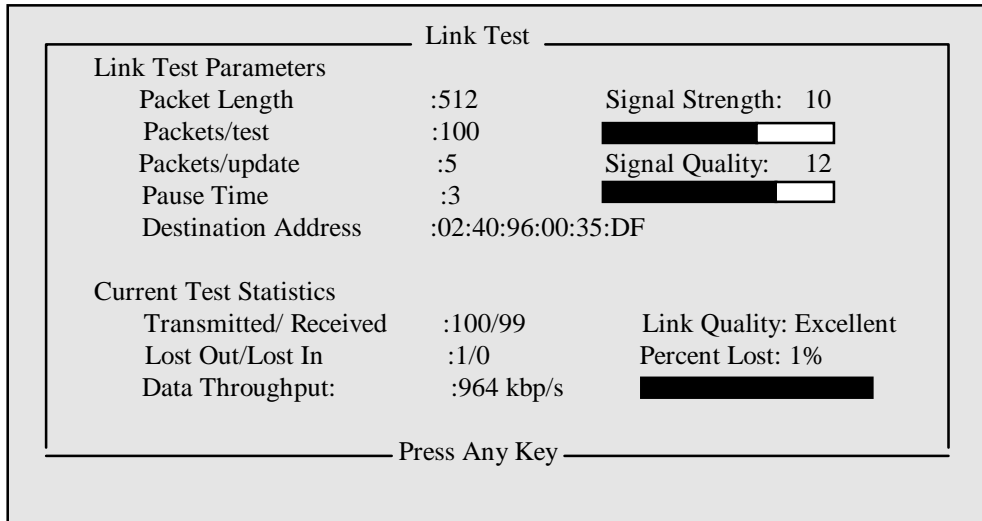 Link Test
Link Test Parameters
Packet Length :512 Signal Strength: 10
Packets/test :100
Packets/update :5 Signal Quality: 12
Pause Time :3
Destination Address :02:40:96:00:35:DF
Current Test Statistics
Transmitted/ Received :100/99 Link Quality: Excellent
Lost Out/Lost In :1/0 Percent Lost: 1%
Data Throughput: :964 kbp/s
Press Any Key